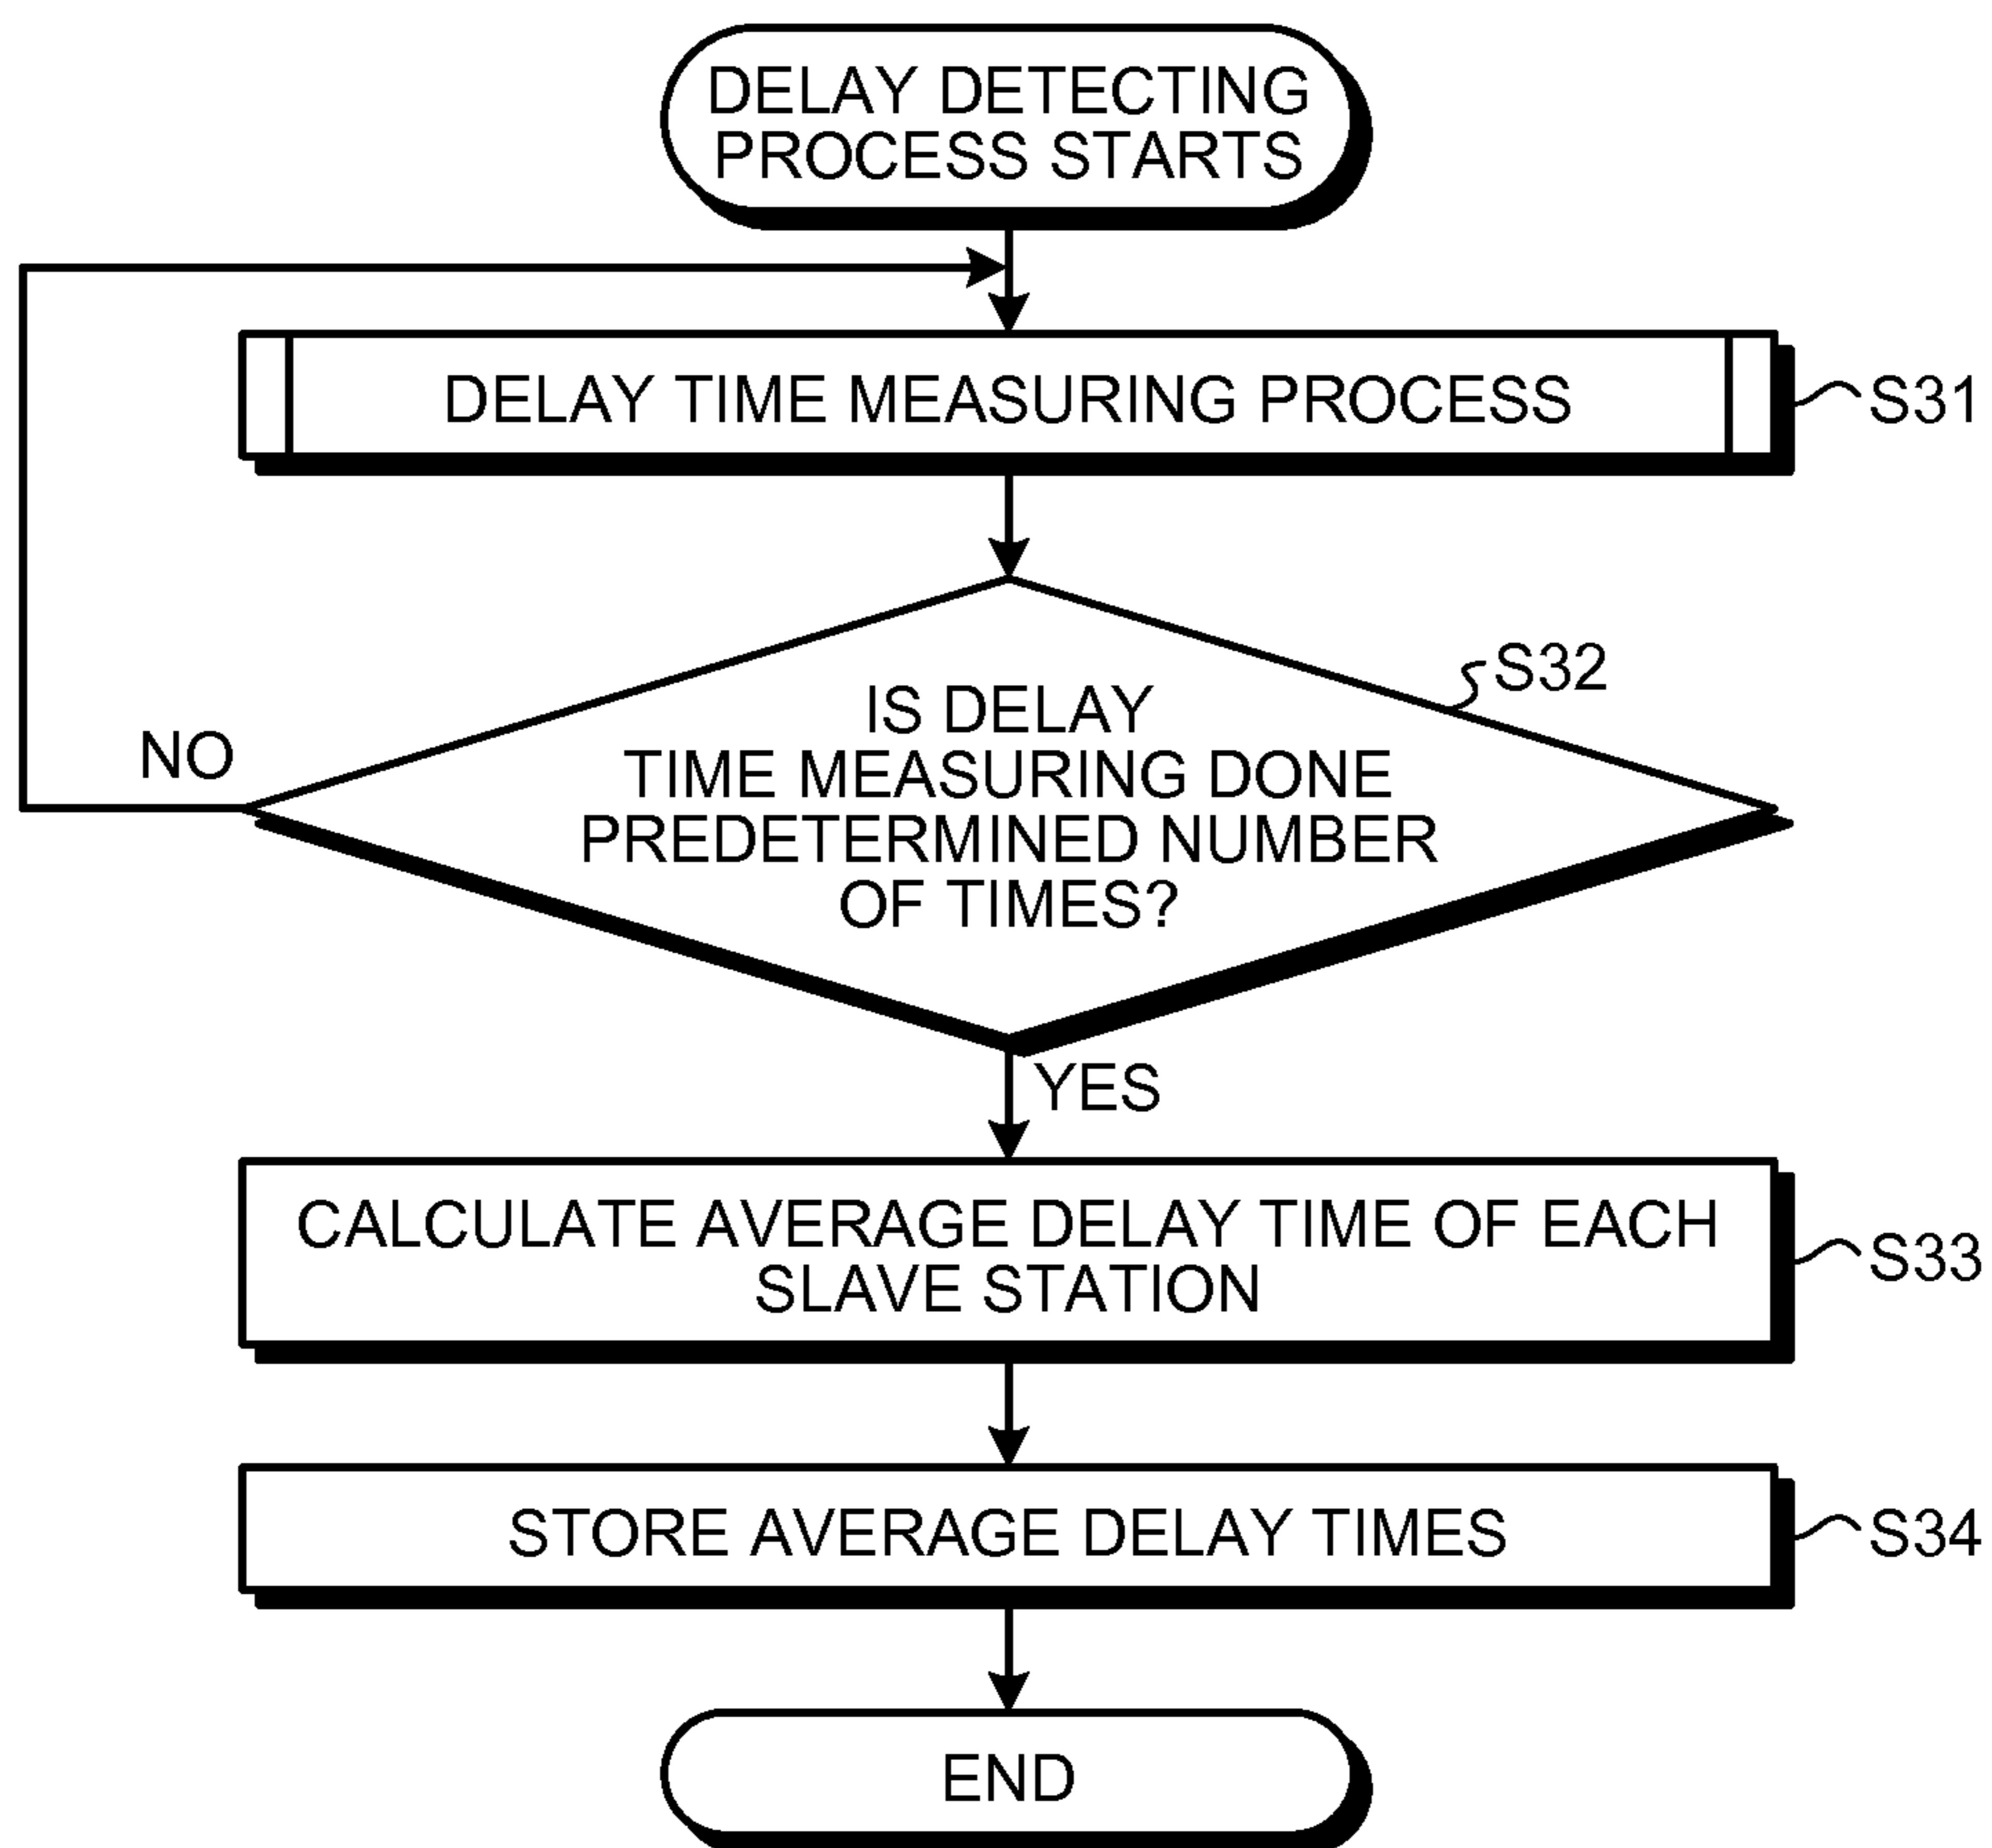 DELAY DETECTING
PROCESS STARTS
DELAY TIME MEASURING PROCESS
S31
S32
IS DELAY
TIME MEASURING DONE
PREDETERMINED NUMBER
OF TIMES?
NO
YES
CALCULATE AVERAGE DELAY TIME OF EACH
SLAVE STATION
S33
STORE AVERAGE DELAY TIMES
S34
END